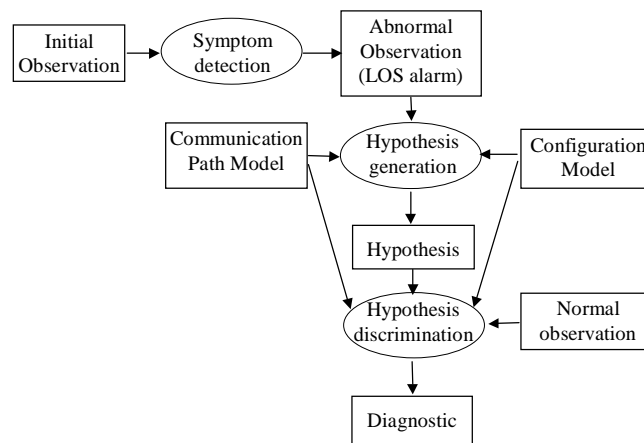 Initial
Observation
Symptom
detection
Abnormal
Observation
(LOS alarm)
Communication
Path Model
Hypothesis
generation
Configuration
Model
Hypothesis
Hypothesis
discrimination
Normal
observation
Diagnostic